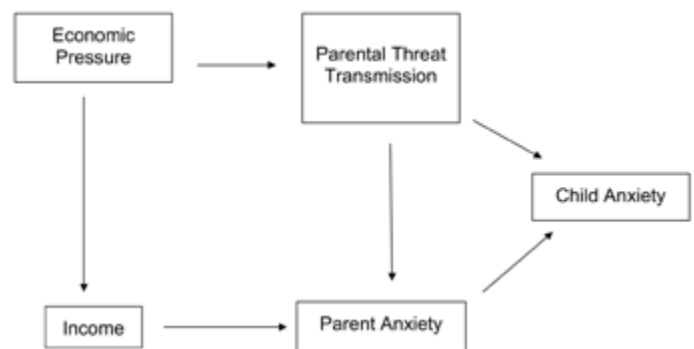 Economic
Pressure
Parental Threat
Transmission
Child Anxiety
Income
Parent Anxiety